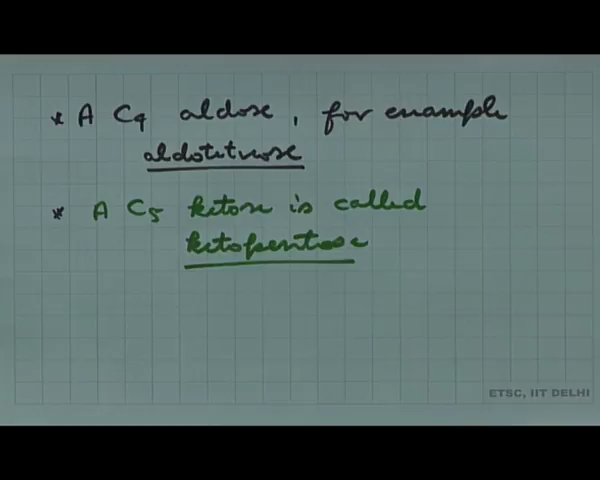 * A C4 aldose, for example
aldotetrose
* A C5 ketose is called
ketopentose
ETSC, IIT DELHI